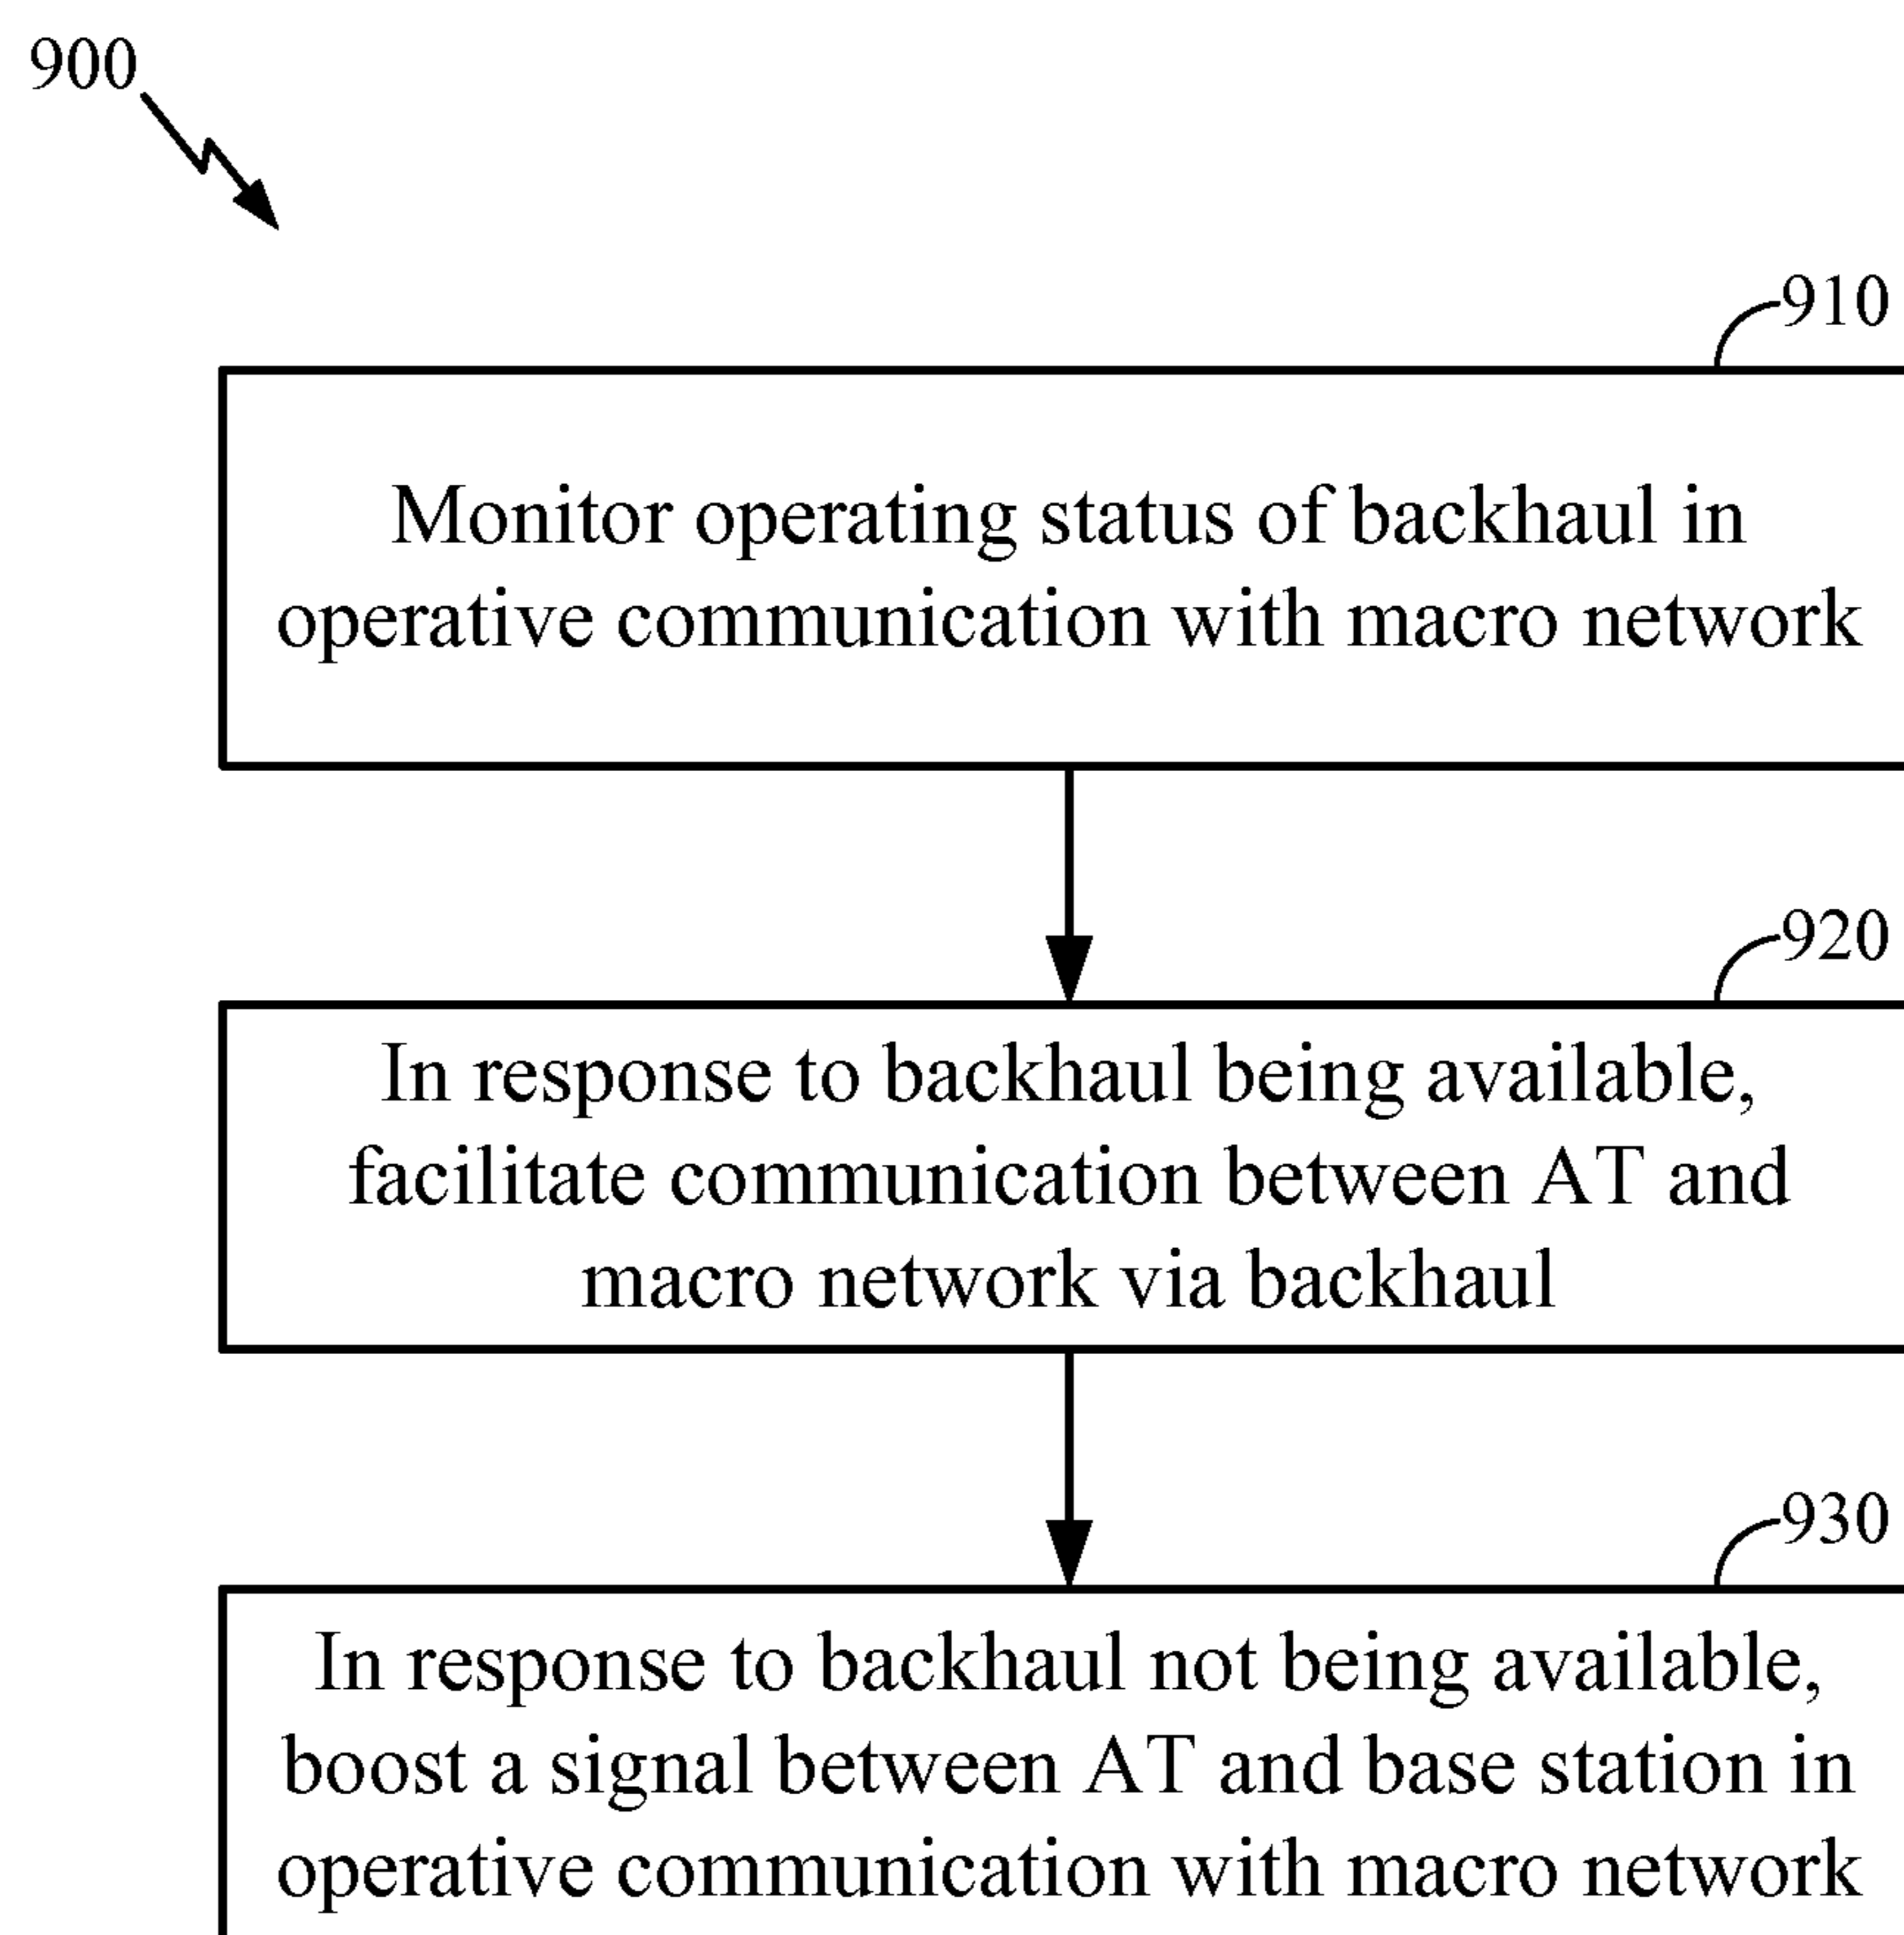 900
910
Monitor operating status of backhaul in
operative communication with macro network
920
In response to backhaul being available,
facilitate communication between AT and
macro network via backhaul
930
In response to backhaul not being available,
boost a signal between AT and base station in
operative communication with macro network